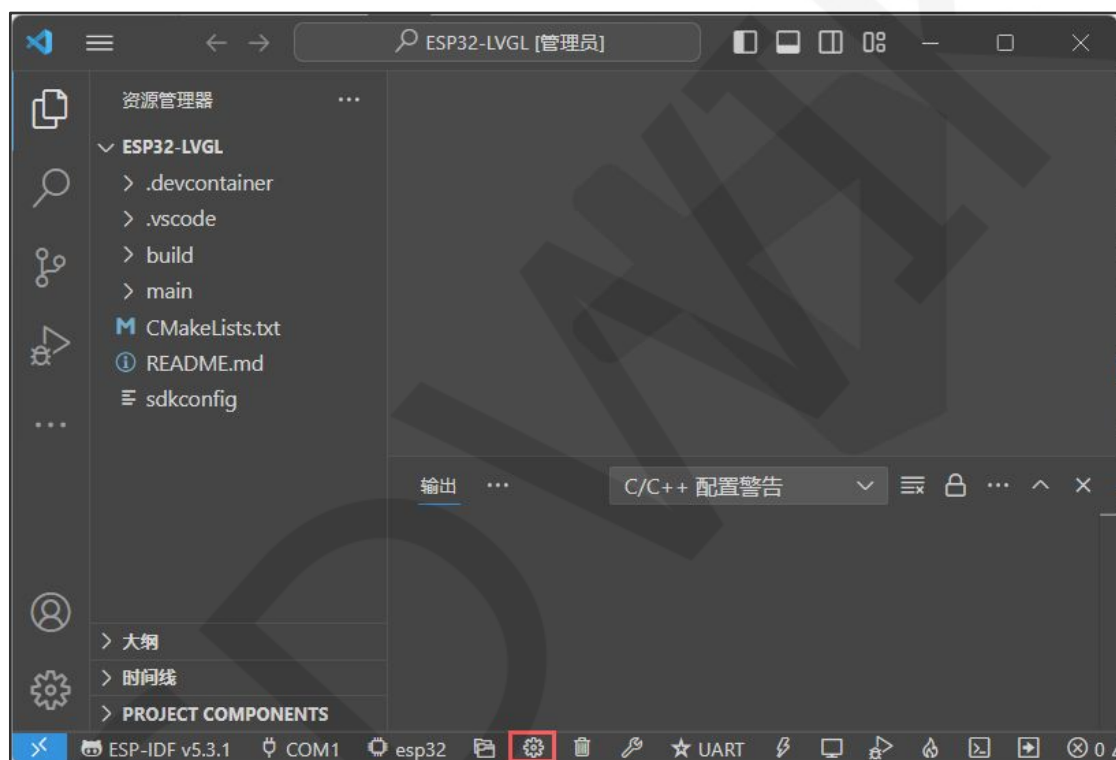 ESP32-LVGL [管理员]
资源管理器
ESP32-LVGL
.devcontainer
.vscode
build
main
CMakeLists.txt
README.md
sdkconfig
输出
C/C++ 配置警告
大纲
时间线
PROJECT COMPONENTS
ESP-IDF v5.3.1 COM1 esp32 UART 0